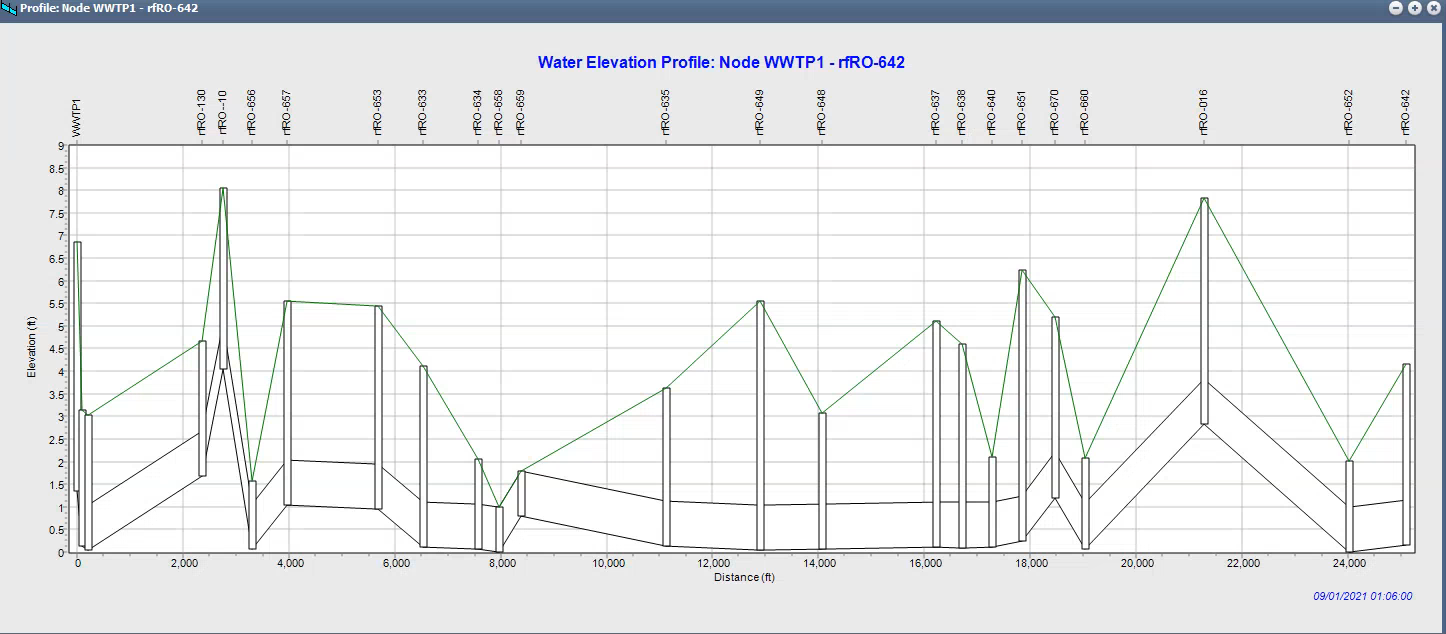 Profile: Node WWTP1 - rfRO-642
Water Elevation Profile: Node WWTP1 - rfRO-642
WWTP1
rfRO-130
rfRO--10
rfRO-656
rfRO-657
rfRO-653
rfRO-633
rfRO-634
rfRO-658
rfRO-659
rfRO-635
rfRO-649
rfRO-648
rfRO-637
rfRO-638
rfRO-640
rfRO-651
rfRO-670
rfRO-660
rfRO-016
rfRO-652
rfRO-642
9
8.5
8
7.5
7
6.5
6
5.5
5
4.5
4
3.5
3
2.5
2
1.5
1
0.5
0
Elevation (ft)
0 2,000 4,000 6,000 8,000 10,000 12,000 14,000 16,000 18,000 20,000 22,000 24,000
Distance (ft)
09/01/2021 01:06:00